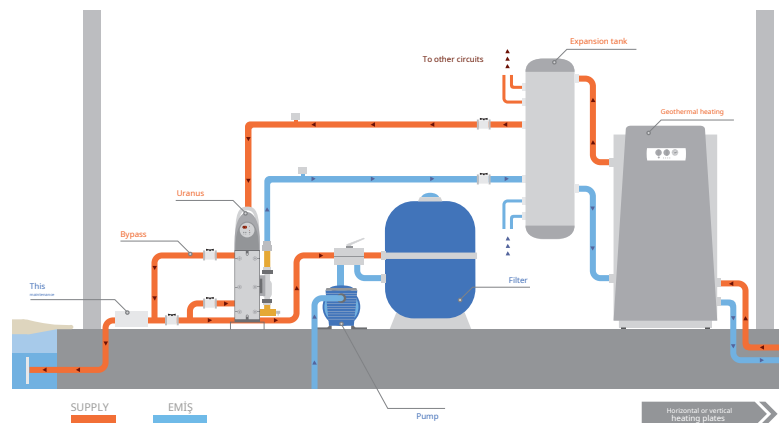 Expansion tank
To other circuits
Geothermal heating
Uranus
Bypass
This
maintenance
Filter
Pump
SUPPLY
EMİŞ
Horizontal or vertical
heating plates